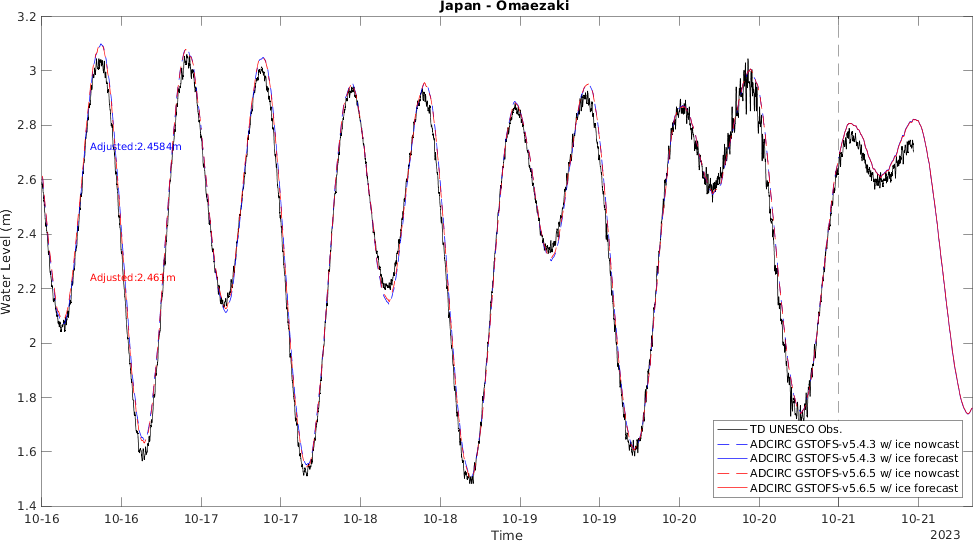 Japan - Omaezaki
3.2
3
2.8
2.6
2.4
2.2
2
1.8
1.6
1.4
Water Level (m)
Adjusted:2.4584m
Adjusted:2.461m
TD UNESCO Obs.
ADCIRC GSTOFS-v5.4.3 w/ ice nowcast
ADCIRC GSTOFS-v5.4.3 w/ ice forecast
ADCIRC GSTOFS-v5.6.5 w/ ice nowcast
ADCIRC GSTOFS-v5.6.5 w/ ice forecast
10-16 10-16 10-17 10-17 10-18 10-18 10-19 10-19 10-20 10-20 10-21 10-21
Time
2023